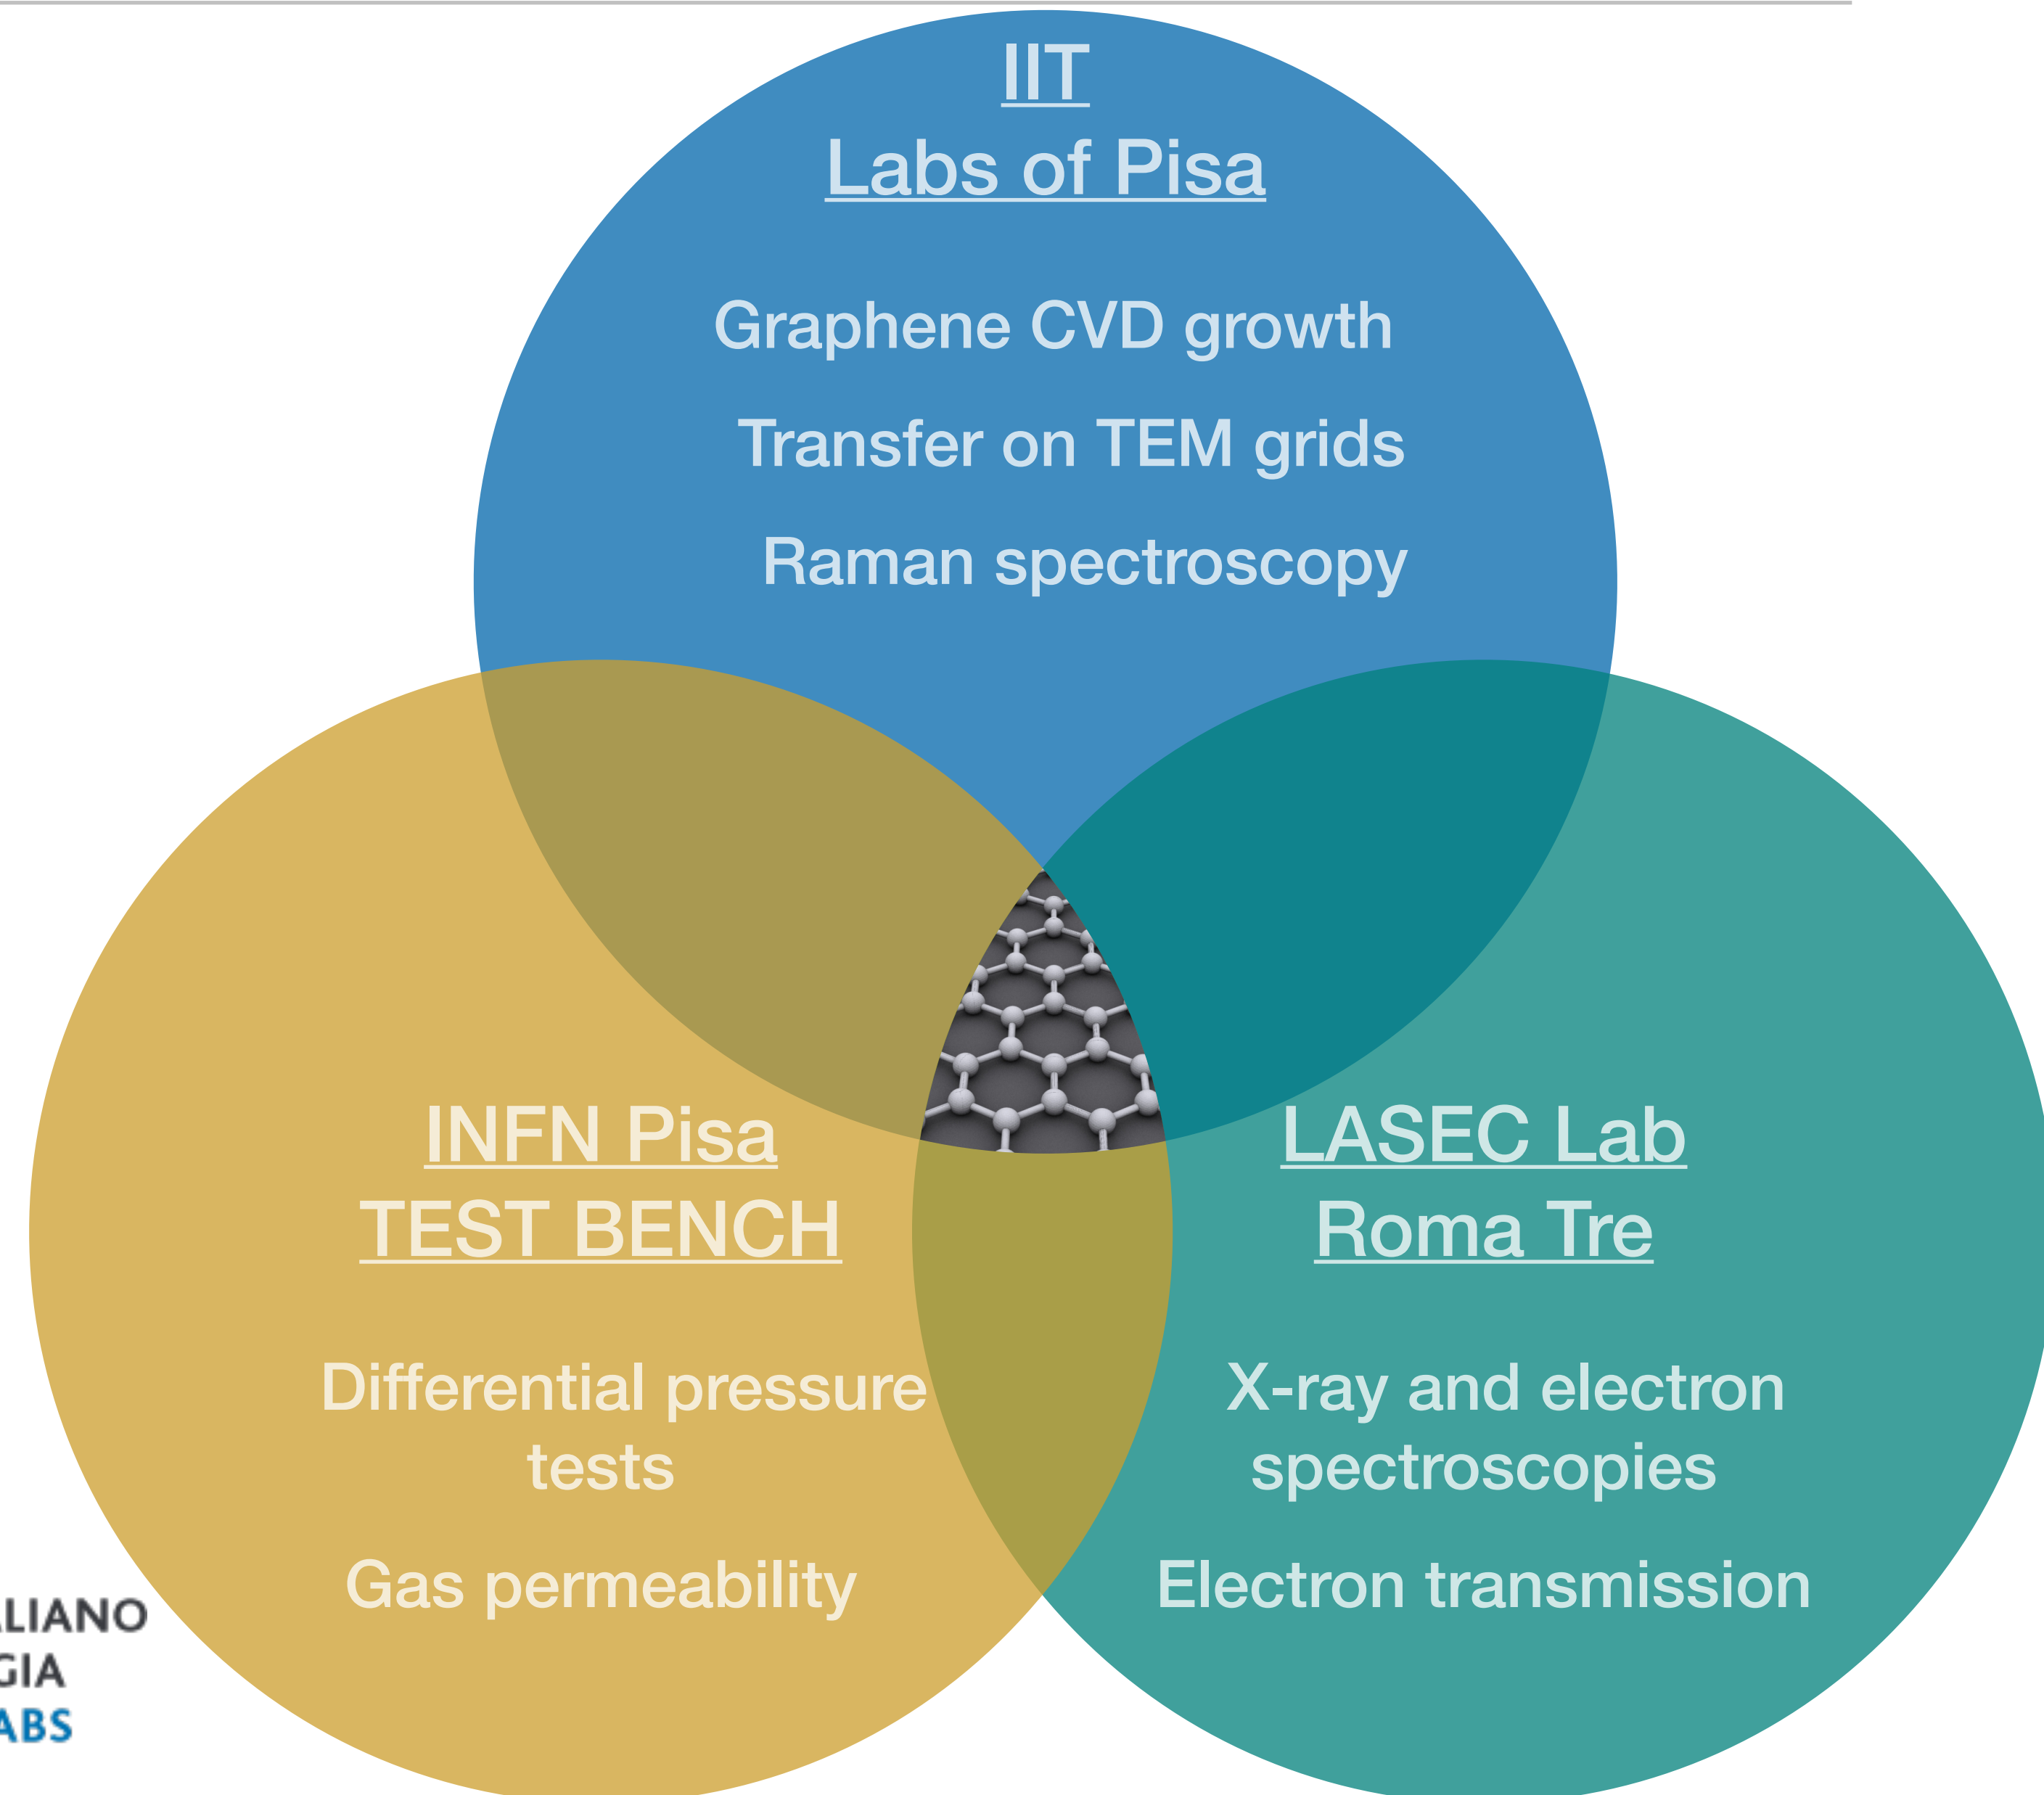 IIT
Labs of Pisa
Graphene CVD growth
Transfer on TEM grids
Raman spectroscopy
INFN Pisa
TEST BENCH
Differential pressure
tests
Gas permeability
LASEC Lab
Roma Tre
X-ray and electron
spectroscopies
Electron transmission
LIANO
GIA
ABS